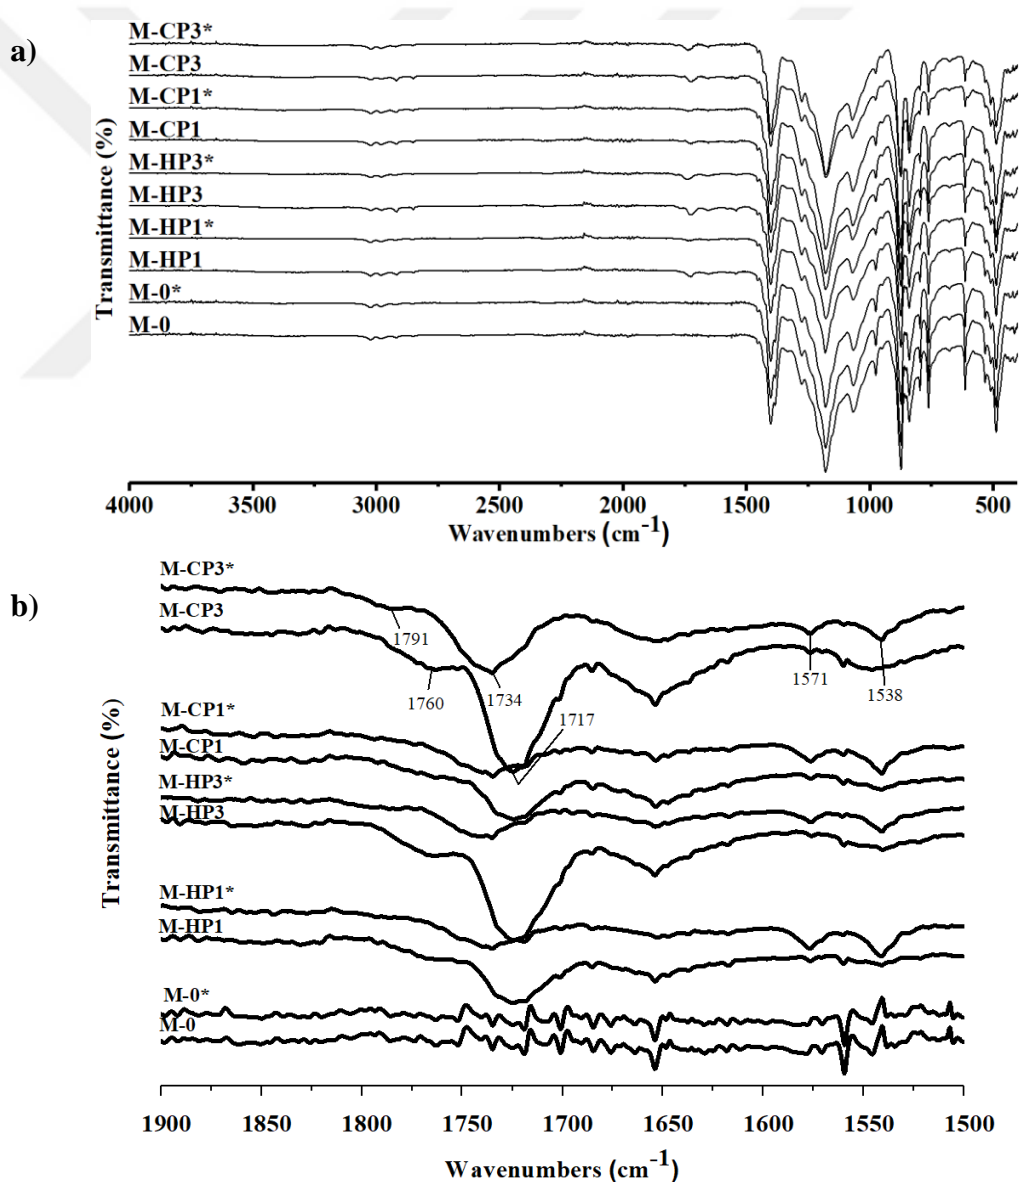 a)
M-CP3*
M-CP3
M-CP1*
M-CP1
M-HP3*
M-HP3
M-HP1*
M-HP1
M-0*
M-0
Transmittance (%)
4000 3500 3000 2500 2000 1500 1000 500
Wavenumbers (cm⁻¹)
b)
M-CP3*
M-CP3
1791
1760
1734
1717
1571
1538
M-CP1*
M-CP1
M-HP3*
M-HP3
M-HP1*
M-HP1
M-0*
M-0
Transmittance (%)
1900 1850 1800 1750 1700 1650 1600 1550 1500
Wavenumbers (cm⁻¹)